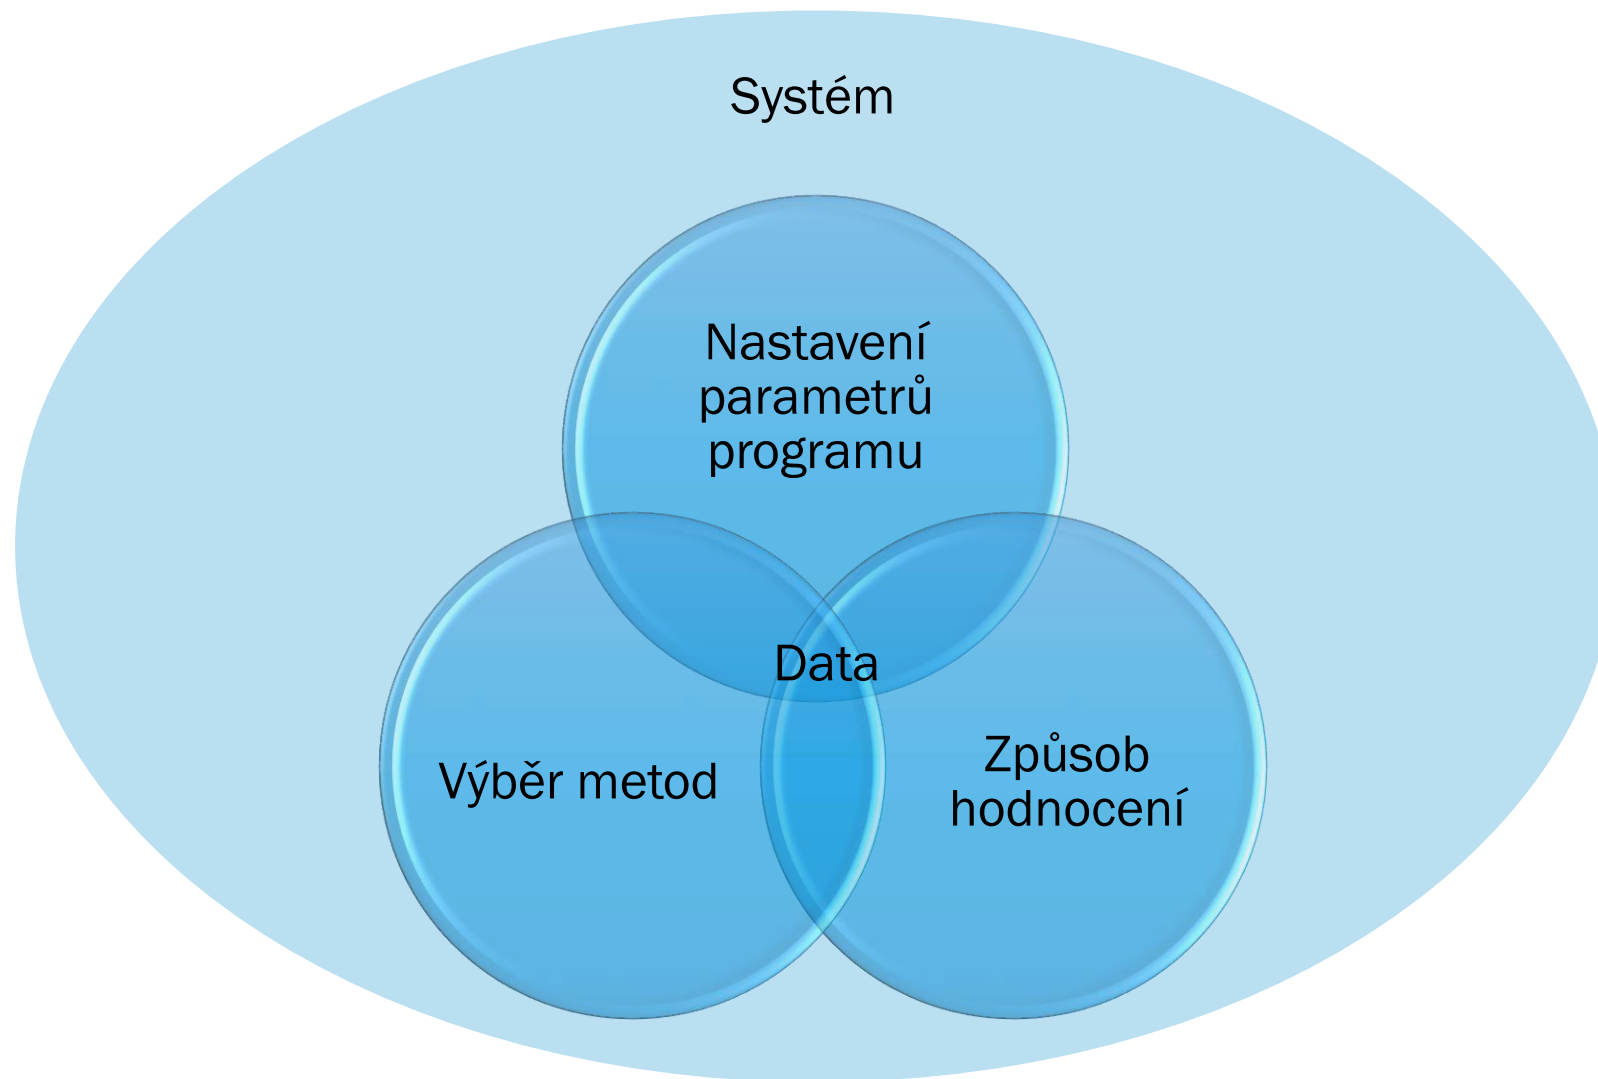 Systém
Nastavení
parametrů
programu
Data
Výběr metod
Způsob
hodnocení